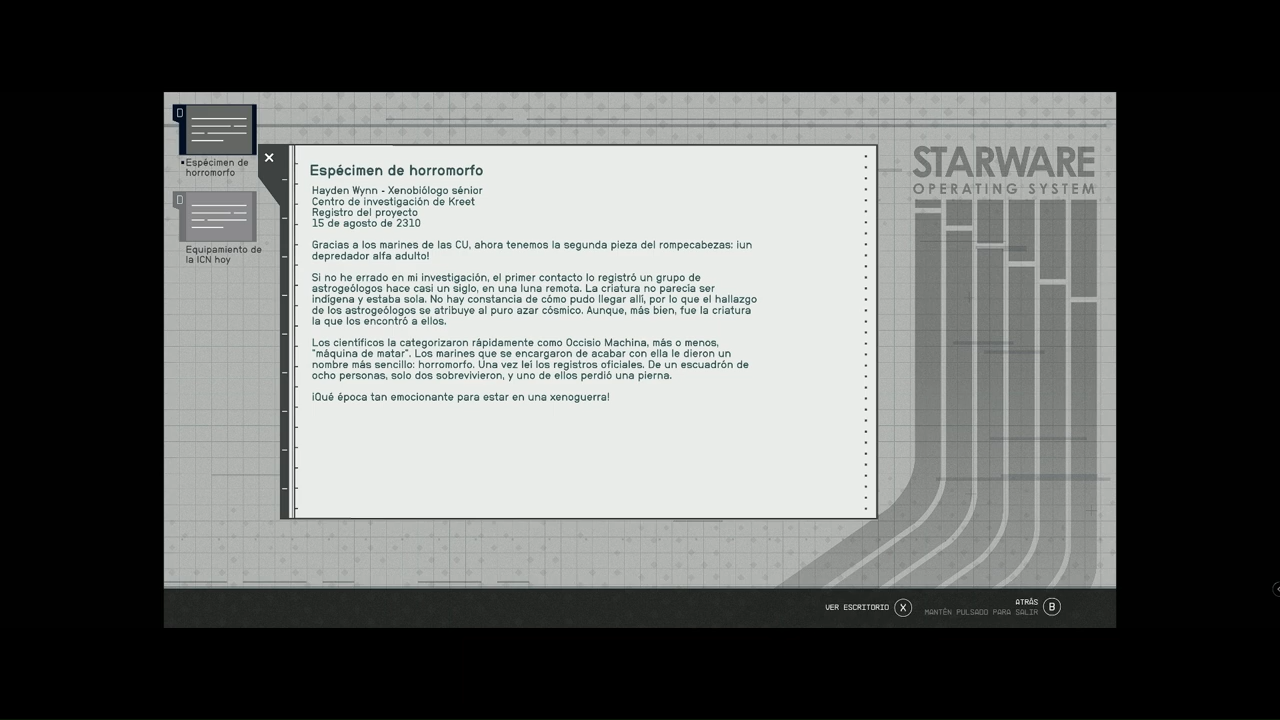 Espécimen de
horromorfo
Equipamiento de
la ICN hoy
Espécimen de horromorfo
Hayden Wynn - Xenobiólogo sénior
Centro de investigación de Kreet
Registro del proyecto
15 de agosto de 2310
Gracias a los marines de las CU, ahora tenemos la segunda pieza del rompecabezas: ¡un
depredador alfa adulto!
Si no he errado en mi investigación, el primer contacto lo registró un grupo de
astrogeólogos hace casi un siglo, en una luna remota. La criatura no parecía ser
indígena y estaba sola. No hay constancia de cómo pudo llegar allí, por lo que el hallazgo
de los astrogeólogos se atribuye al puro azar cósmico. Aunque, más bien, fue la criatura
la que los encontró a ellos.
Los científicos la categorizaron rápidamente como Occisio Machina, más o menos,
"máquina de matar". Los marines que se encargaron de acabar con ella le dieron un
nombre más sencillo: horromorfo. Una vez leí los registros oficiales. De un escuadrón de
ocho personas, solo dos sobrevivieron, y uno de ellos perdió una pierna.
¡Qué época tan emocionante para estar en una xenoguerra!
STARWARE
OPERATING SYSTEM
VER ESCRITORIO X
ATRÁS B
MANTÉN PULSADO PARA SALIR